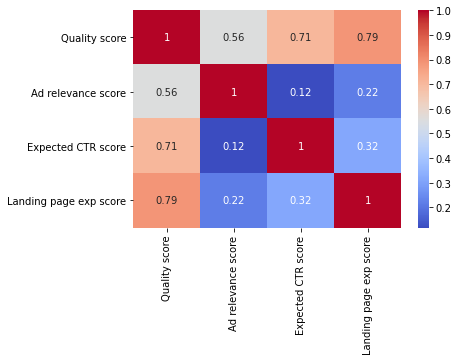 Quality score 1 0.56 0.71 0.79
Ad relevance score 0.56 1 0.12 0.22
Expected CTR score 0.71 0.12 1 0.32
Landing page exp score 0.79 0.22 0.32 1
Quality score
Ad relevance score
Expected CTR score
Landing page exp score
1.0
0.9
0.8
0.7
0.6
0.5
0.4
0.3
0.2